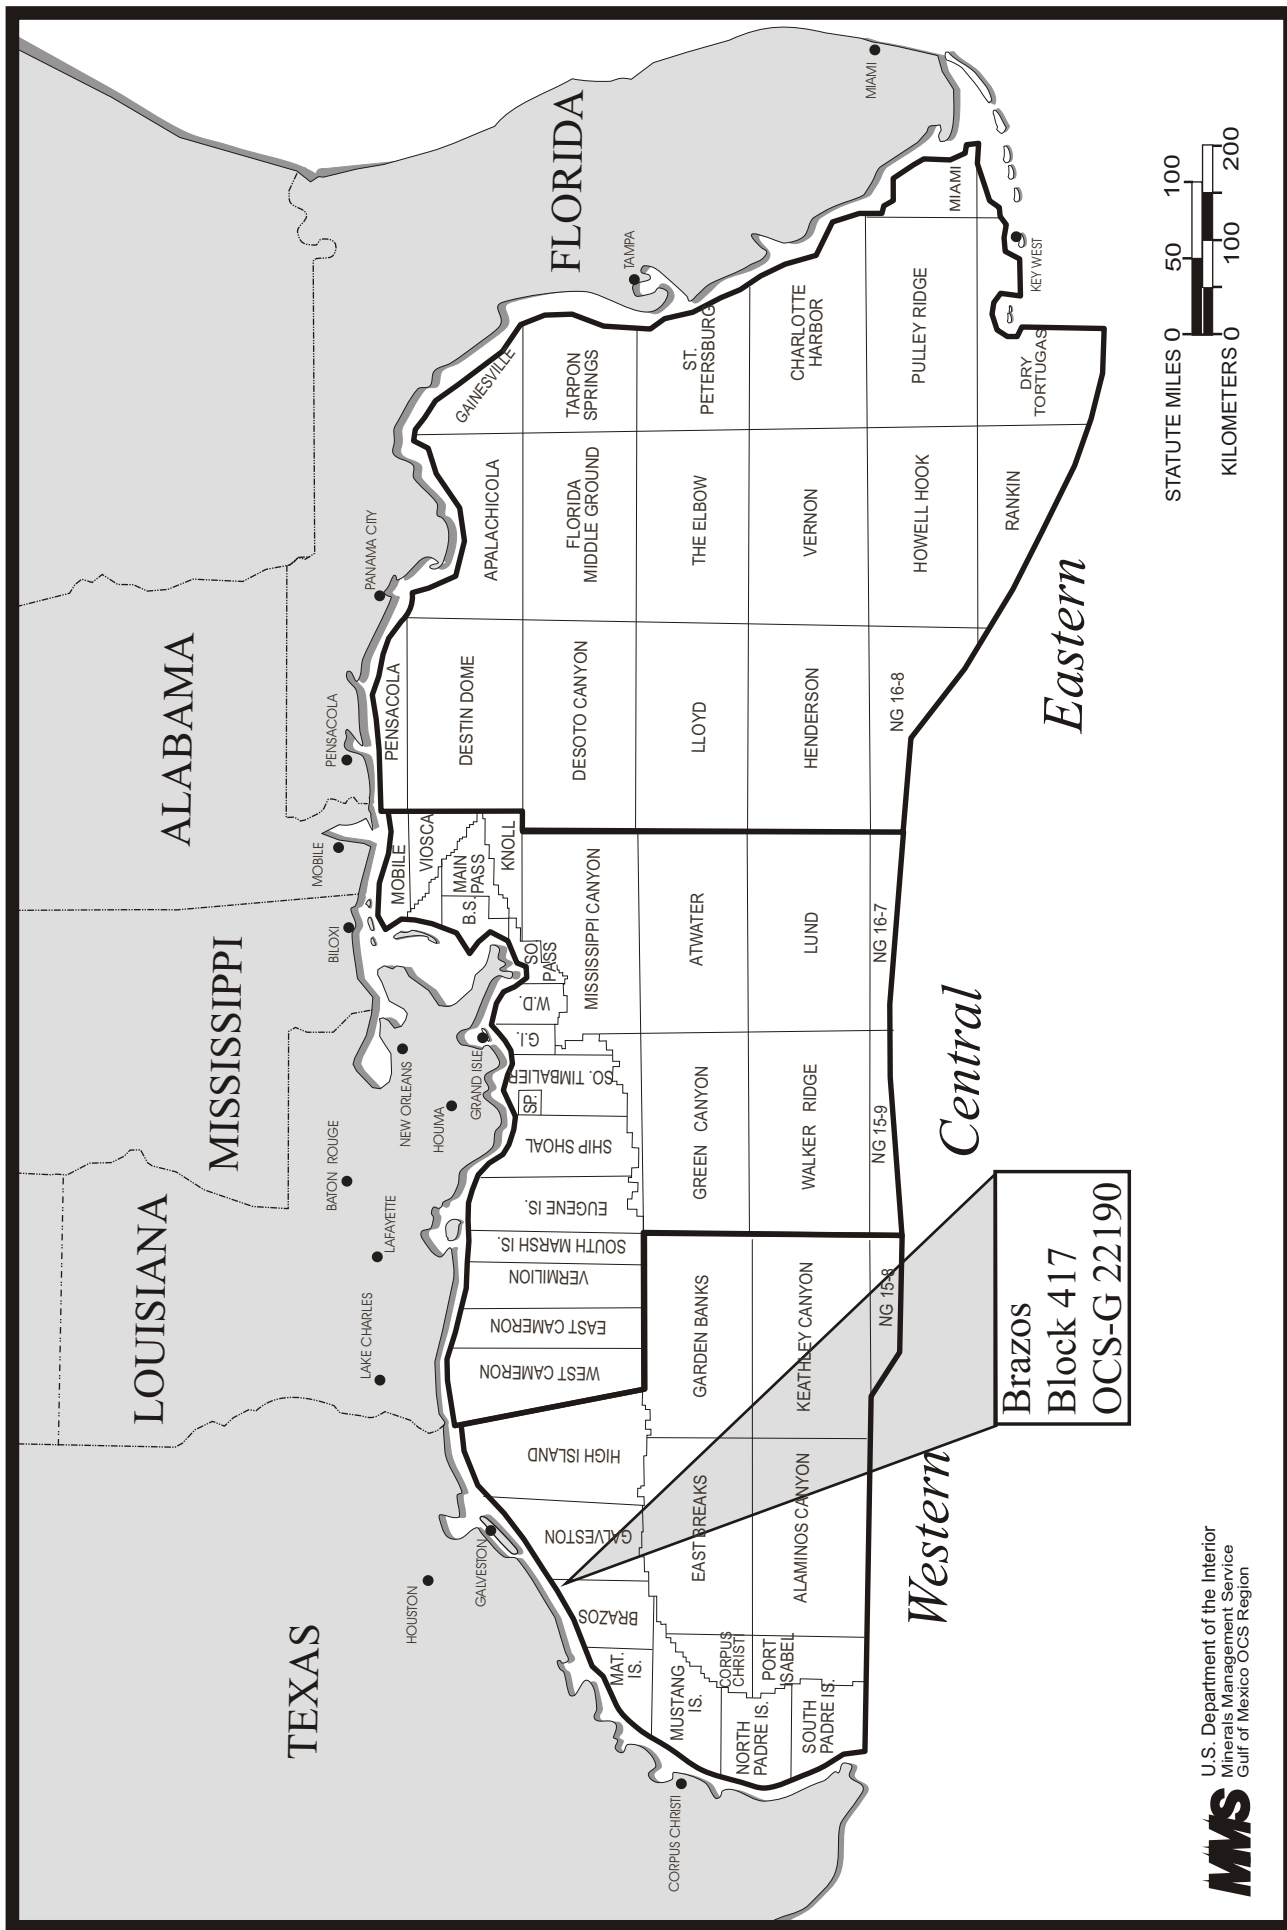 TEXAS
LOUISIANA
MISSISSIPPI
ALABAMA
FLORIDA
HOUSTON
GALVESTON
CORPUS CHRISTI
LAKE CHARLES
LAFAYETTE
BATON ROUGE
NEW ORLEANS
HOUMA
GRAND ISLE
BILOXI
MOBILE
PENSACOLA
PANAMA CITY
TAMPA
MIAMI
KEY WEST
SOUTH
PADRE IS.
NORTH
PADRE IS.
MUSTANG
IS.
MAT.
IS.
BRAZOS
GALVESTON
HIGH ISLAND
CORPUS
CHRISTI
PORT
ISABEL
EAST BREAKS
ALAMINOS CANYON
GARDEN BANKS
KEATHLEY CANYON
NG 15-8
WEST CAMERON
EAST CAMERON
VERMILION
SOUTH MARSH IS.
EUGENE IS.
SHIP SHOAL
SP.
SO. TIMBALIER
G.I.
W.D.
SO.
PASS
B.S.
MAIN
PASS
MOBILE
VIOSCA
KNOLL
MISSISSIPPI CANYON
GREEN CANYON
ATWATER
WALKER RIDGE
LUND
NG 15-9
NG 16-7
PENSACOLA
DESTIN DOME
DESOTO CANYON
LLOYD
HENDERSON
NG 16-8
APALACHICOLA
FLORIDA
MIDDLE GROUND
THE ELBOW
VERNON
HOWELL HOOK
RANKIN
GAINESVILLE
TARPON
SPRINGS
ST.
PETERSBURG
CHARLOTTE
HARBOR
PULLEY RIDGE
MIAMI
DRY
TORTUGAS
Western
Central
Eastern
Brazos
Block 417
OCS-G 22190
STATUTE MILES 0 50 100
KILOMETERS 0 100 200
MMS
U.S. Department of the Interior
Minerals Management Service
Gulf of Mexico OCS Region